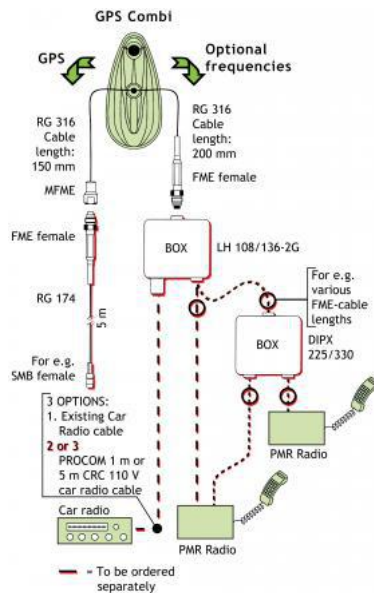 GPS Combi
GPS
Optional
frequencies
RG 316
Cable
length:
150 mm
RG 316
Cable
length:
200 mm
MFME
FME female
FME female
BOX
LH 108/136-2G
RG 174
5 m
For e.g.
various
FME-cable
lengths
BOX
DIPX
225/330
For e.g.
SMB female
3 OPTIONS:
1. Existing Car
Radio cable
2 or 3
PROCOM 1 m or
5 m CRC 110 V
car radio cable
PMR Radio
Car radio
PMR Radio
= To be ordered
separately